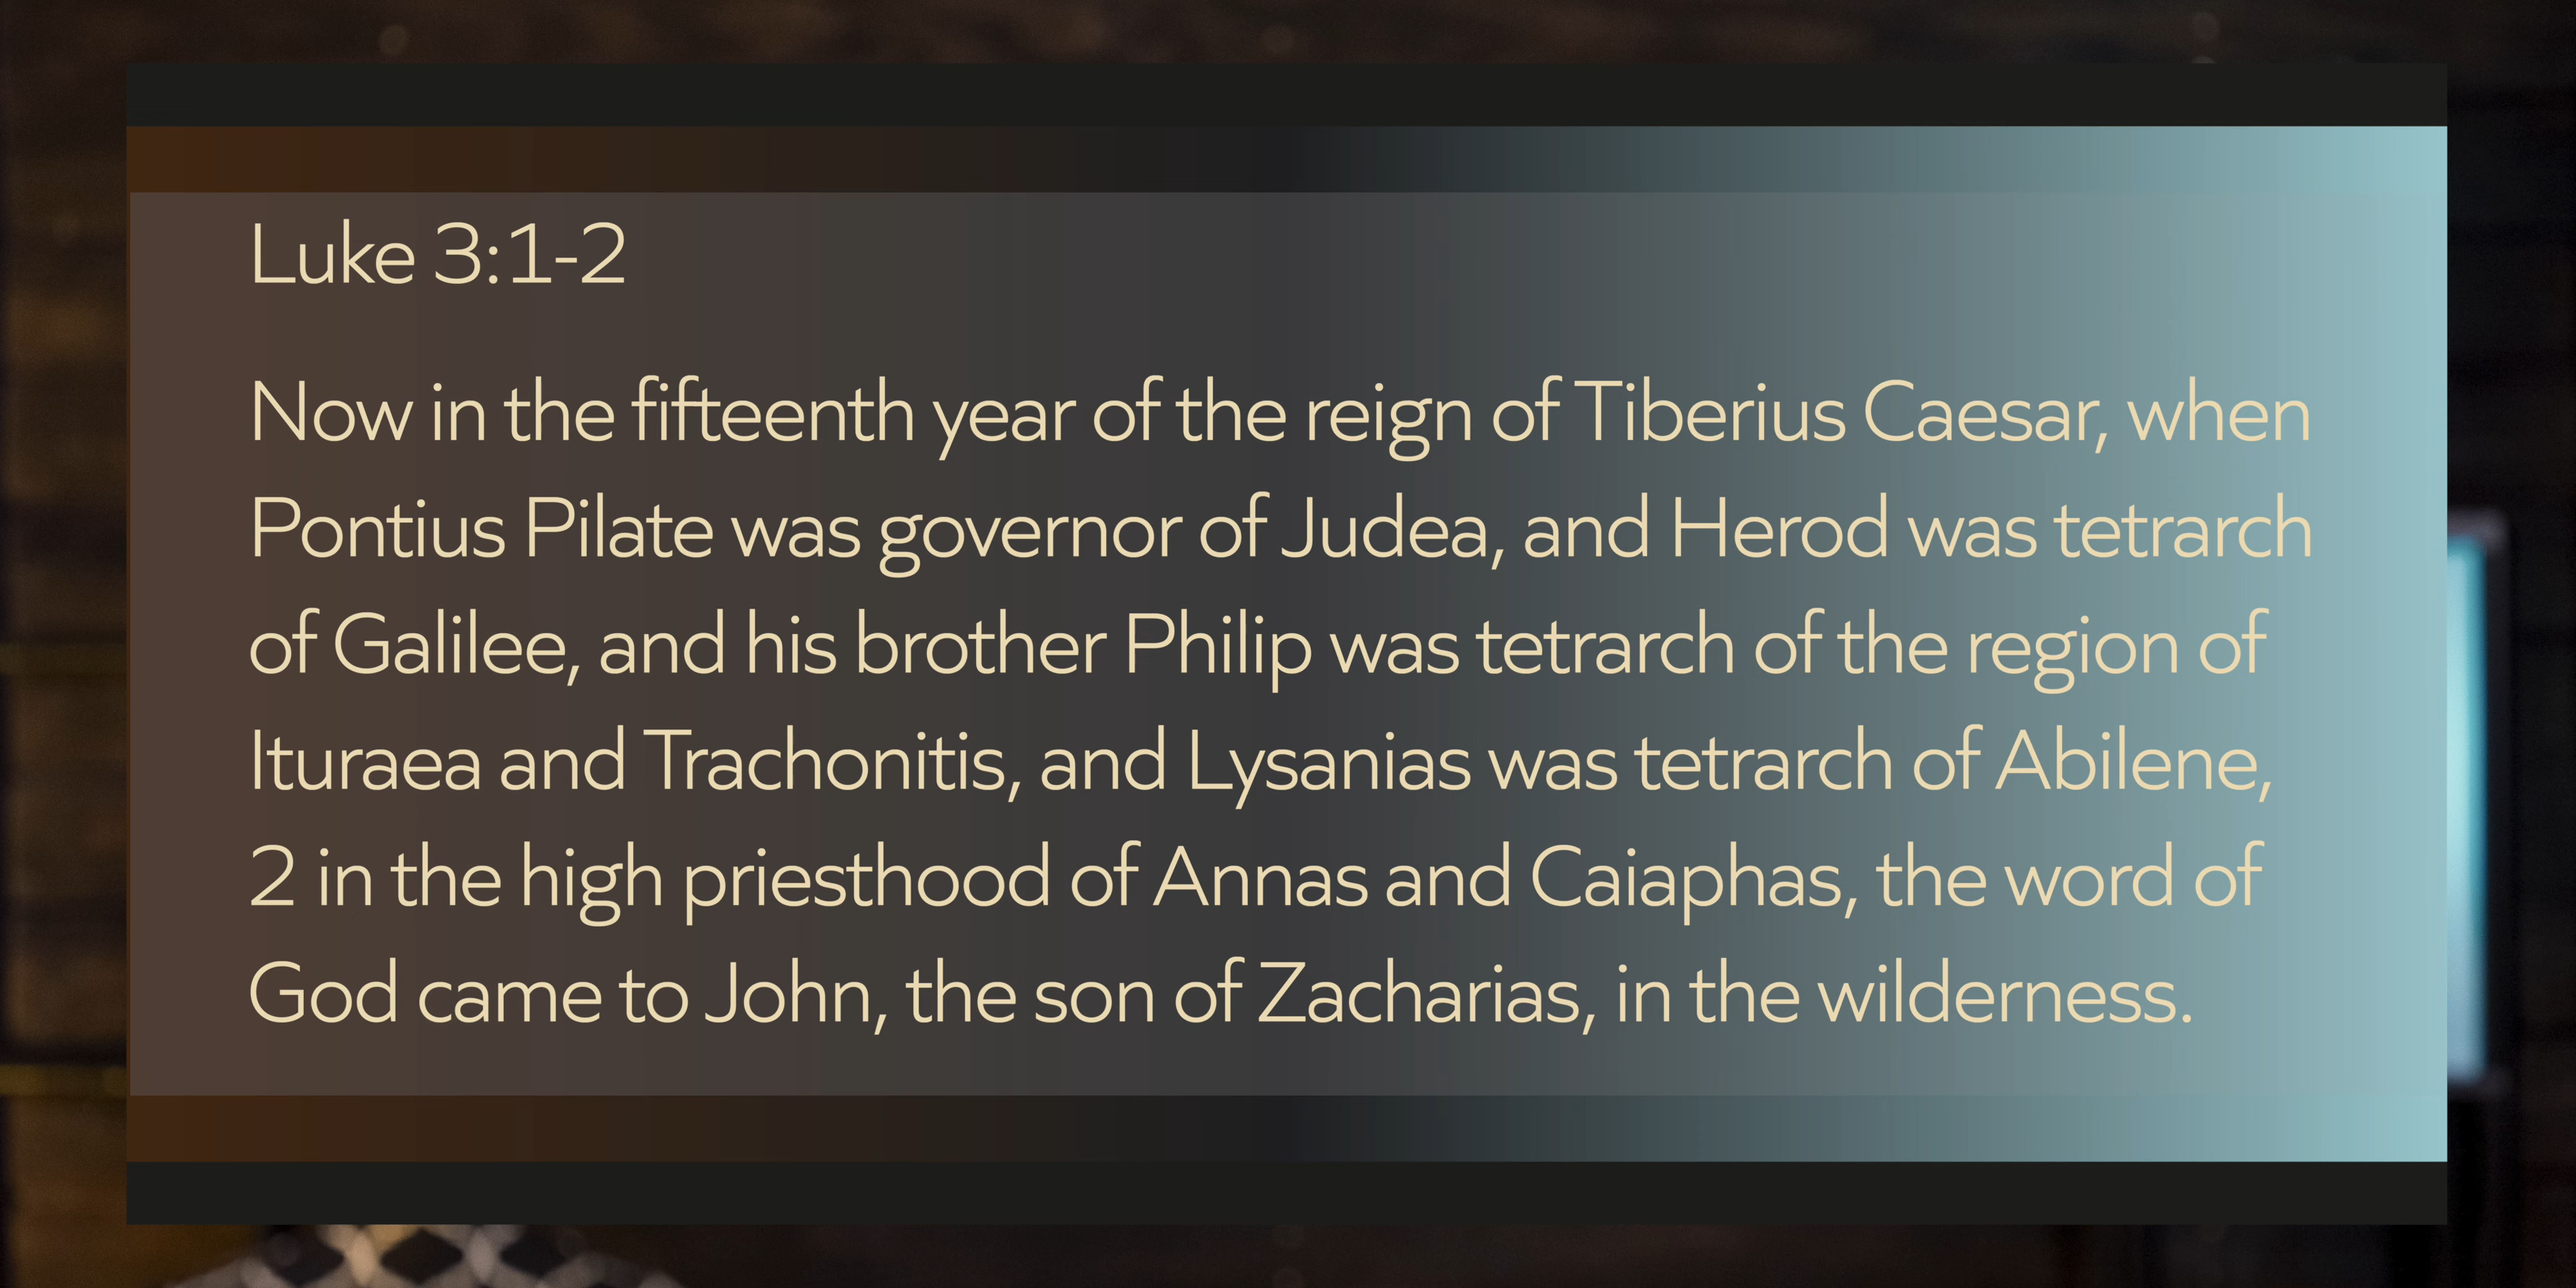 Luke 3:1-2
Now in the fifteenth year of the reign of Tiberius Caesar, when
Pontius Pilate was governor of Judea, and Herod was tetrarch
of Galilee, and his brother Philip was tetrarch of the region of
Ituraea and Trachonitis, and Lysanias was tetrarch of Abilene,
2 in the high priesthood of Annas and Caiaphas, the word of
God came to John, the son of Zacharias, in the wilderness.